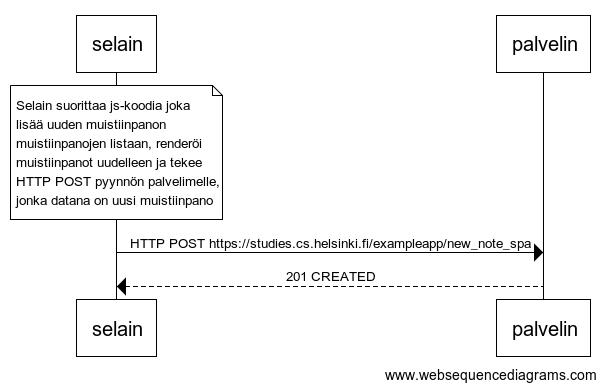 selain
palvelin
Selain suorittaa js-koodia joka
lisää uuden muistiinpanon
muistiinpanojen listaan, renderöi
muistiinpanot uudelleen ja tekee
HTTP POST pyynnön palvelimelle,
jonka datana on uusi muistiinpano
HTTP POST https://studies.cs.helsinki.fi/exampleapp/new_note_spa
201 CREATED
selain
palvelin
www.websequencediagrams.com